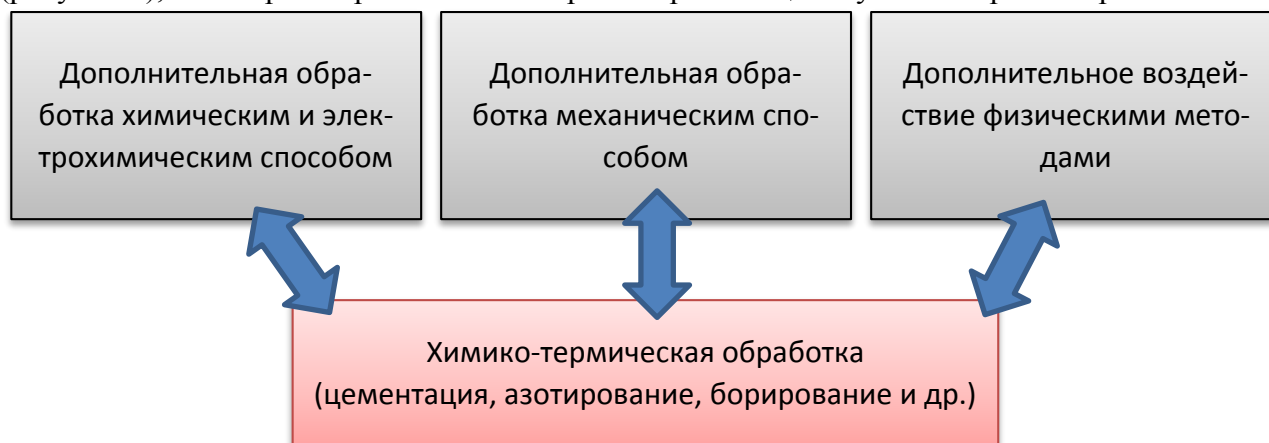 Дополнительная обра-
ботка химическим и элек-
трохимическим способом
Дополнительная обра-
ботка механическим спо-
собом
Дополнительное воздей-
ствие физическими мето-
дами
Химико-термическая обработка
(цементация, азотирование, борирование и др.)